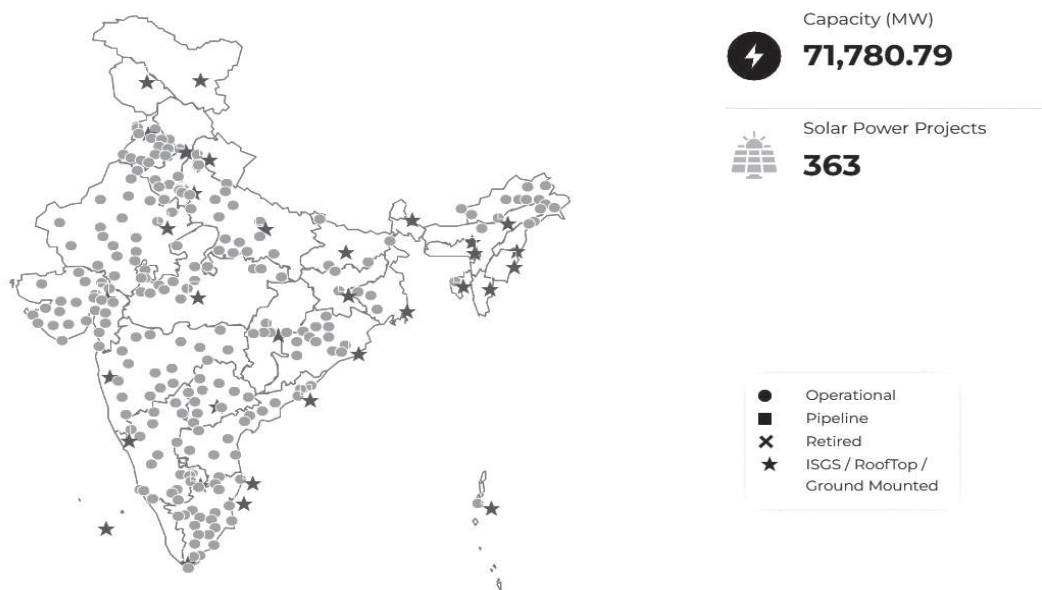 Capacity (MW)
71,780.79
Solar Power Projects
363
Operational
Pipeline
Retired
ISGS / RoofTop /
Ground Mounted